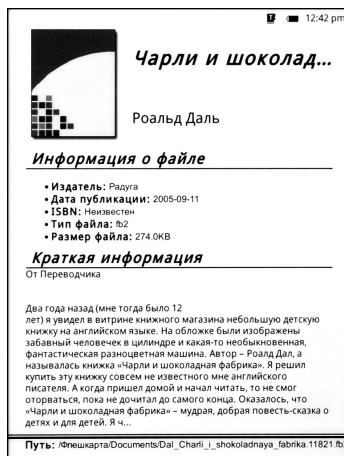 12:42 pm
Чарли и шоколад...
Роальд Даль
Информация о файле
• Издатель: Радуга
• Дата публикации: 2005-09-11
• ISBN: Неизвестен
• Тип файла: fb2
• Размер файла: 274.0KB
Краткая информация
От Переводчика
Два года назад (мне тогда было 12
лет) я увидел в витрине книжного магазина небольшую детскую
книжку на английском языке. На обложке были изображены
забавный человечек в цилиндре и какая-то необыкновенная,
фантастическая разноцветная машина. Автор – Роалд Дал, а
называлась книжка «Чарли и шоколадная фабрика». Я решил
купить эту книжку совсем не известного мне английского
писателя. А когда пришел домой и начал читать, то не смог
оторваться, пока не дочитал до самого конца. Оказалось, что
«Чарли и шоколадная фабрика» – мудрая, добрая повесть-сказка о
детях и для детей. Я ч...
Путь: /Флешкарта/Documents/Dal_Charli_i_shokoladnaya_fabrika.11821.fb